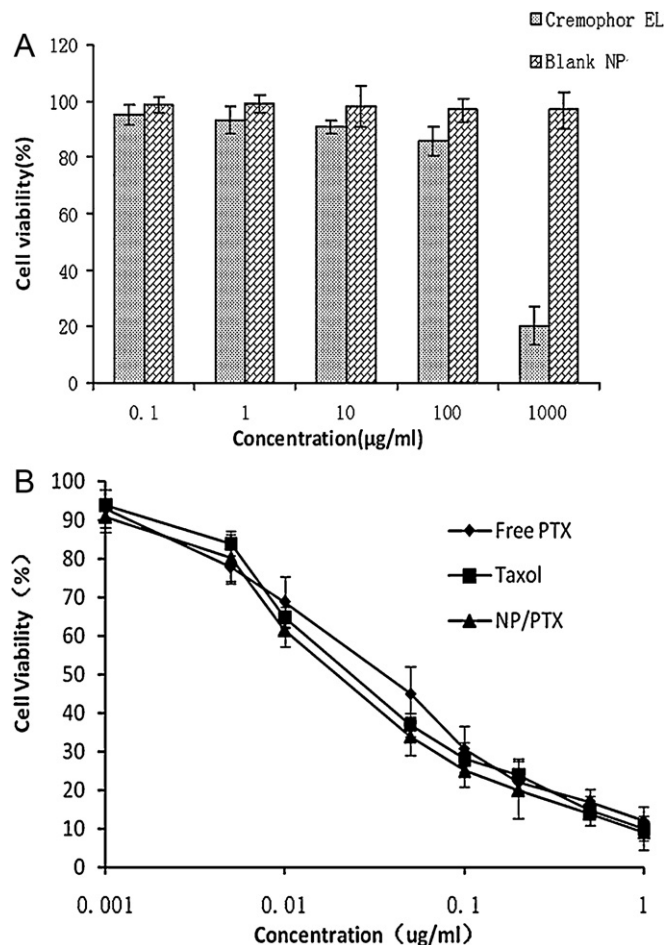 Cremophor EL
Blank NP
A
120
100
80
60
40
20
0
Cell viability(%)
0.1 1 10 100 1000
Concentration(μg/ml)
B
100
90
80
70
60
50
40
30
20
10
0
Cell Viability (%)
Free PTX
Taxol
NP/PTX
0.001 0.01 0.1 1
Concentration (ug/ml)